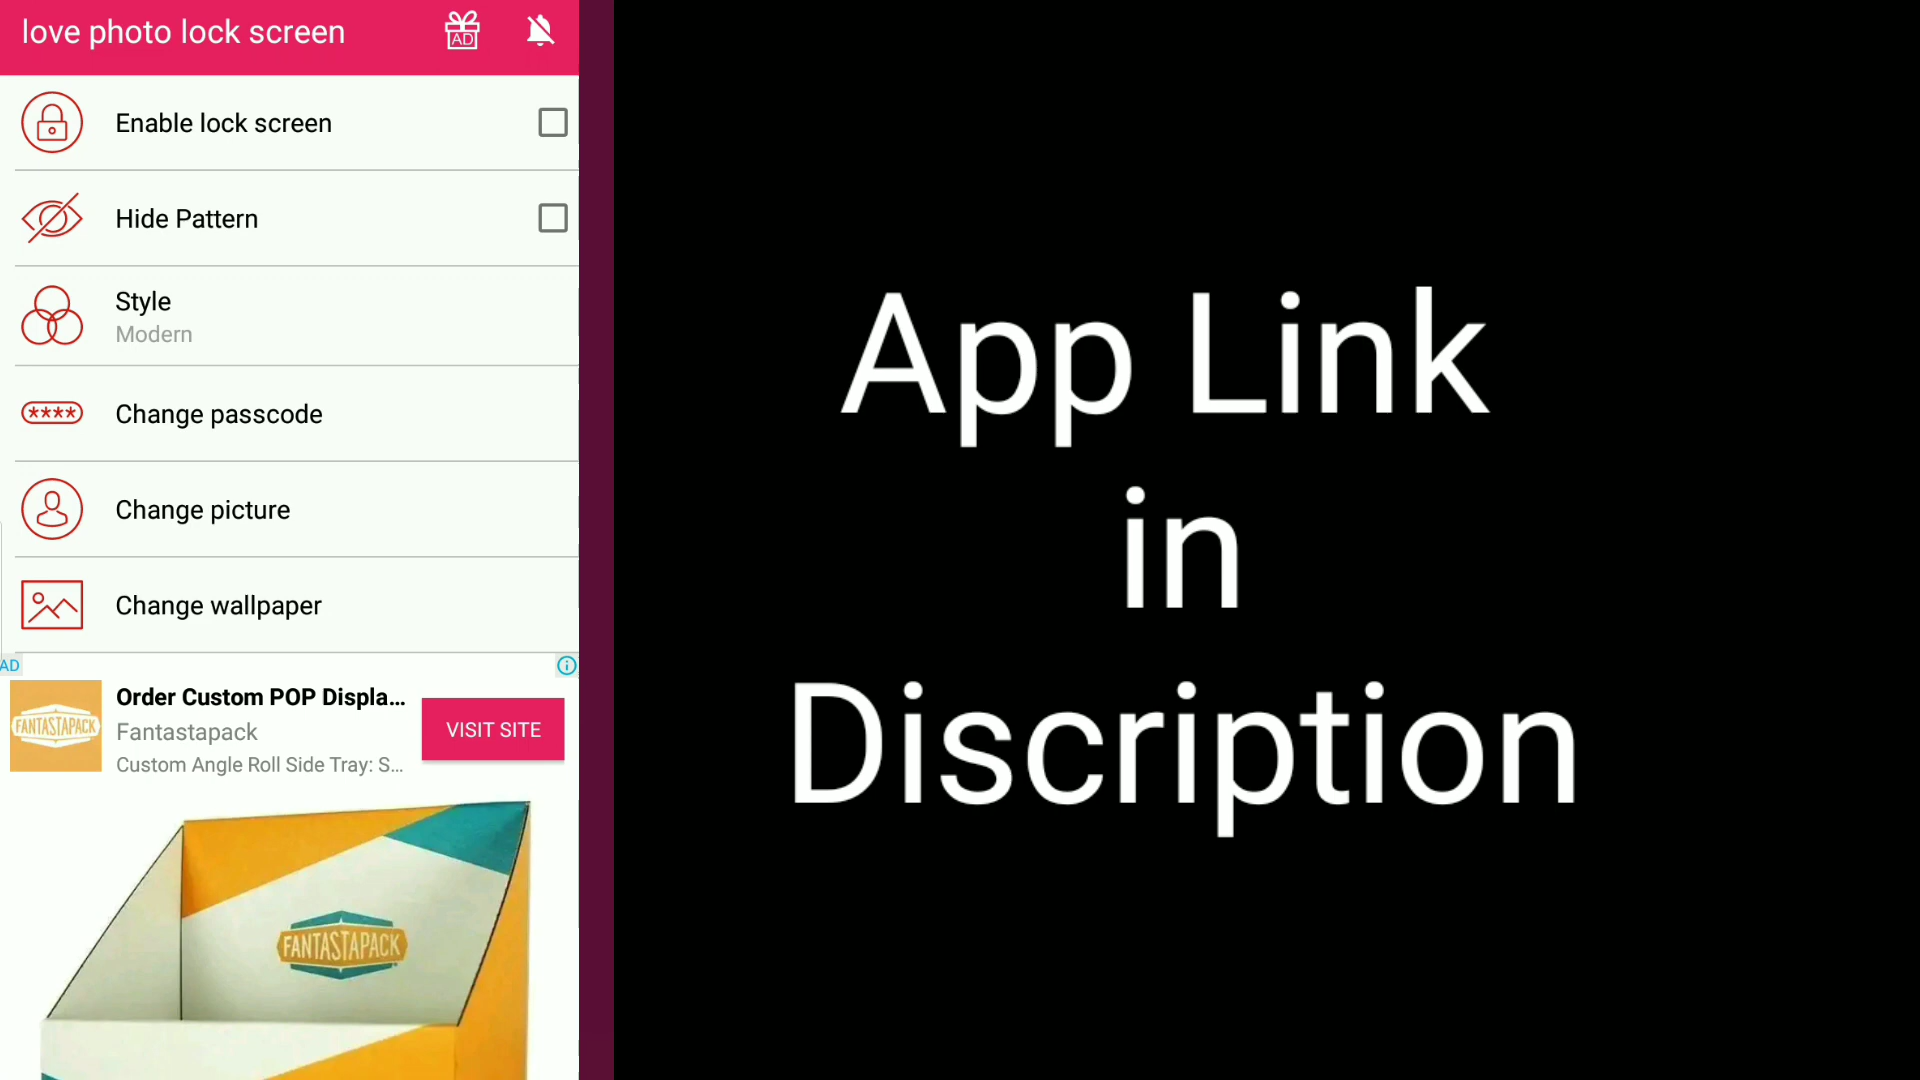 love photo lock screen
AD
Enable lock screen
Hide Pattern
Style
Modern
****
Change passcode
Change picture
Change wallpaper
AD
Order Custom POP Displa...
FANTASTAPACK
Fantastapack
VISIT SITE
Custom Angle Roll Side Tray: S...
FANTASTAPACK
App Link
in
Discription